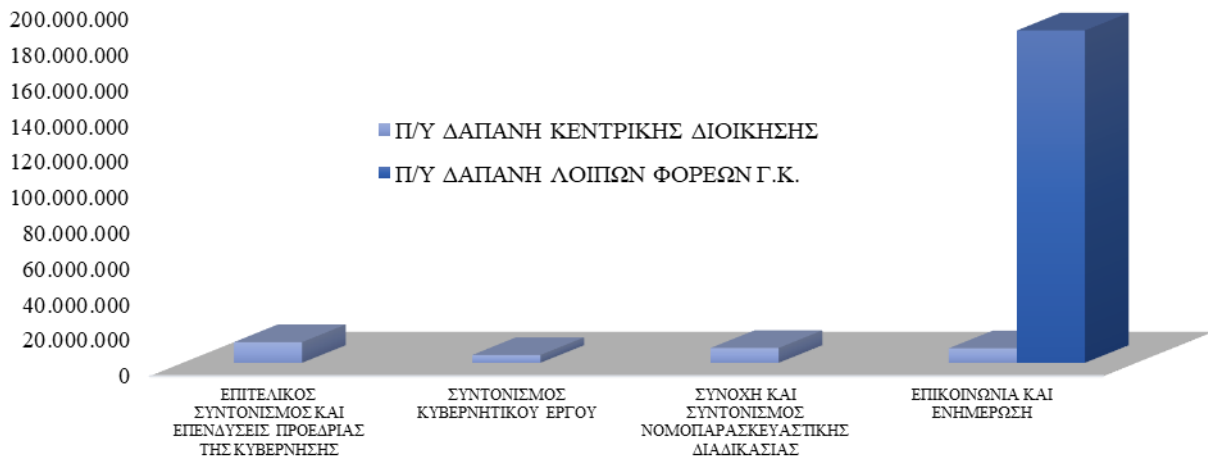 200.000.000
180.000.000
160.000.000
140.000.000
120.000.000
100.000.000
80.000.000
60.000.000
40.000.000
20.000.000
0
Π/Υ ΔΑΠΑΝΗ ΚΕΝΤΡΙΚΗΣ ΔΙΟΙΚΗΣΗΣ
Π/Υ ΔΑΠΑΝΗ ΛΟΙΠΩΝ ΦΟΡΕΩΝ Γ.Κ.
ΕΠΙΤΕΛΙΚΟΣ
ΣΥΝΤΟΝΙΣΜΟΣ ΚΑΙ
ΕΠΕΝΔΥΣΕΙΣ ΠΡΟΕΔΡΙΑΣ
ΤΗΣ ΚΥΒΕΡΝΗΣΗΣ
ΣΥΝΤΟΝΙΣΜΟΣ
ΚΥΒΕΡΝΗΤΙΚΟΥ ΕΡΓΟΥ
ΣΥΝΟΧΗ ΚΑΙ
ΣΥΝΤΟΝΙΣΜΟΣ
ΝΟΜΟΠΑΡΑΣΚΕΥΑΣΤΙΚΗΣ
ΔΙΑΔΙΚΑΣΙΑΣ
ΕΠΙΚΟΙΝΩΝΙΑ ΚΑΙ
ΕΝΗΜΕΡΩΣΗ